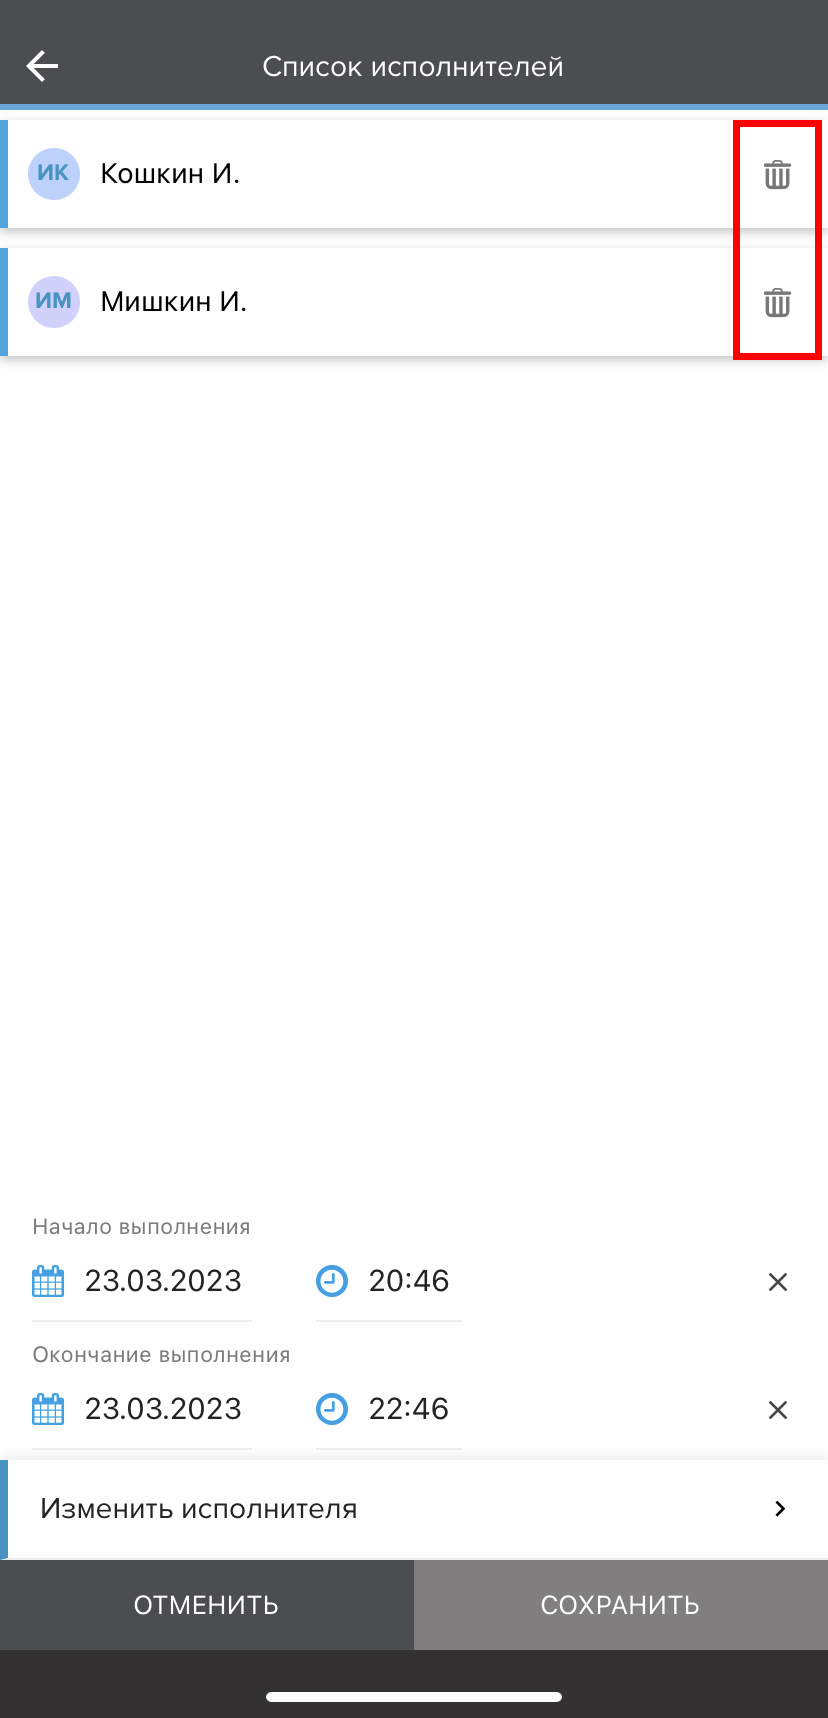 Список исполнителей
ИК Кошкин И.
ИМ Мишкин И.
Начало выполнения
23.03.2023 20:46
Окончание выполнения
23.03.2023 22:46
Изменить исполнителя
ОТМЕНИТЬ СОХРАНИТЬ